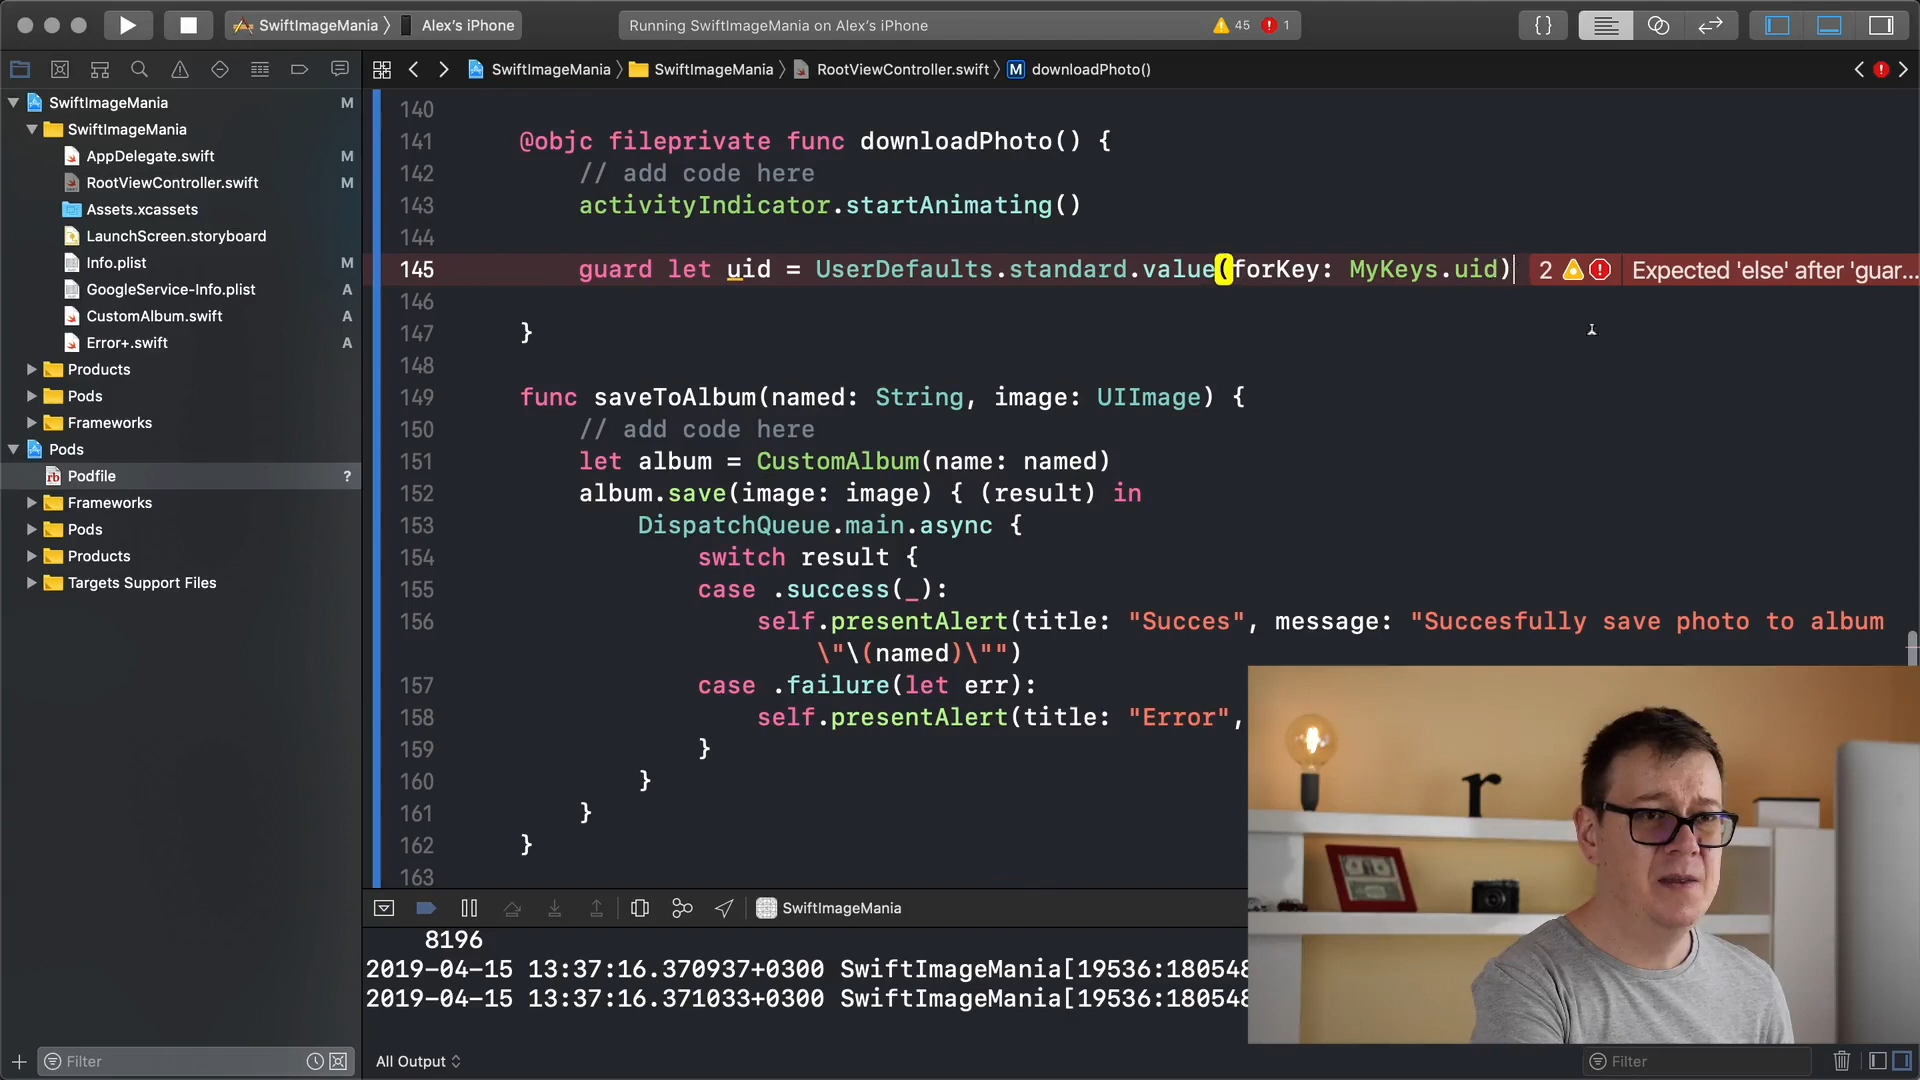 SwiftImageMania 〉 Alex's iPhone
Running SwiftImageMania on Alex's iPhone
45
1
{}
SwiftImageMania 〉 SwiftImageMania 〉 RootViewController.swift 〉 M downloadPhoto()
SwiftImageMania M
SwiftImageMania
AppDelegate.swift M
RootViewController.swift M
Assets.xcassets
LaunchScreen.storyboard
Info.plist M
GoogleService-Info.plist A
CustomAlbum.swift A
Error+.swift A
Products
Pods
Frameworks
Pods
rb Podfile ?
Frameworks
Pods
Products
Targets Support Files
Filter
140
141 @objc fileprivate func downloadPhoto() {
142 // add code here
143 activityIndicator.startAnimating()
144
145 guard let uid = UserDefaults.standard.value(forKey: MyKeys.uid) 2 Expected 'else' after 'guar...
146
147 }
148
149 func saveToAlbum(named: String, image: UIImage) {
150 // add code here
151 let album = CustomAlbum(name: named)
152 album.save(image: image) { (result) in
153 DispatchQueue.main.async {
154 switch result {
155 case .success(_):
156 self.presentAlert(title: "Succes", message: "Succesfully save photo to album
\"\(named)\"")
157 case .failure(let err):
158 self.presentAlert(title: "Error",
159 }
160 }
161 }
162 }
163
SwiftImageMania
8196
2019-04-15 13:37:16.370937+0300 SwiftImageMania[19536:180548
2019-04-15 13:37:16.371033+0300 SwiftImageMania[19536:180548
All Output
Filter
r